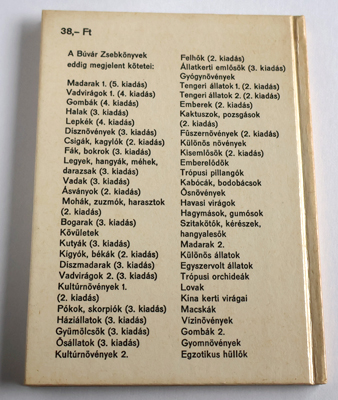 38,– Ft
A Búvár Zsebkönyvek
eddig megjelent kötetei:
Madarak 1. (5. kiadás)
Vadvirágok 1. (4. kiadás)
Gombák (4. kiadás)
Halak (3. kiadás)
Lepkék (4. kiadás)
Dísznövények (3. kiadás)
Csigák, kagylók (2. kiadás)
Fák, bokrok (3. kiadás)
Legyek, hangyák, méhek,
darazsak (3. kiadás)
Vadak (3. kiadás)
Ásványok (2. kiadás)
Mohák, zuzmók, harasztok
(2. kiadás)
Bogarak (3. kiadás)
Kővületek
Kutyák (3. kiadás)
Kígyók, békák (2. kiadás)
Díszmadarak (3. kiadás)
Vadvirágok 2. (3. kiadás)
Kultúrnövények 1.
(2. kiadás)
Pókok, skorpiók (3. kiadás)
Háziállatok (3. kiadás)
Gyümölcsök (3. kiadás)
Ősállatok (3. kiadás)
Kultúrnövények 2.
Felhők (2. kiadás)
Állatkerti emlősök (3. kiadás)
Gyógynövények
Tengeri állatok 1. (2. kiadás)
Tengeri állatok 2. (2. kiadás)
Emberek (2. kiadás)
Kaktuszok, pozsgások
(2. kiadás)
Fűszernövények (2. kiadás)
Különös növények
Kisemlősök (2. kiadás)
Emberelődök
Trópusi pillangók
Kabócák, bodobácsok
Ősnövények
Havasi virágok
Hagymások, gumósok
Szitakötők, kérészek,
hangyalesők
Madarak 2.
Különös állatok
Egyszervolt állatok
Trópusi orchideák
Lovak
Kína kerti virágai
Macskák
Vízinövények
Gombák 2.
Gyomnövények
Egzotikus hüllők